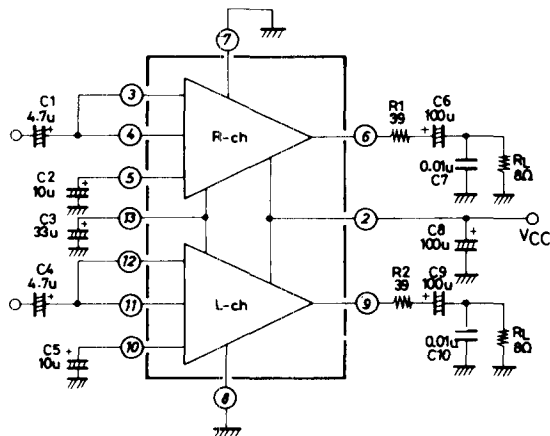 7
C1
4.7u
+
3
4
R-ch
6
R1
39
+
C6
100u
0.01u
C7
RL
8Ω
C2
10u
+
5
C3
33u
+
13
2
C8
100u
+
VCC
C4
4.7u
+
12
11
L-ch
9
R2
39
+
C9
100u
0.01u
C10
RL
8Ω
C5
10u
+
10
8